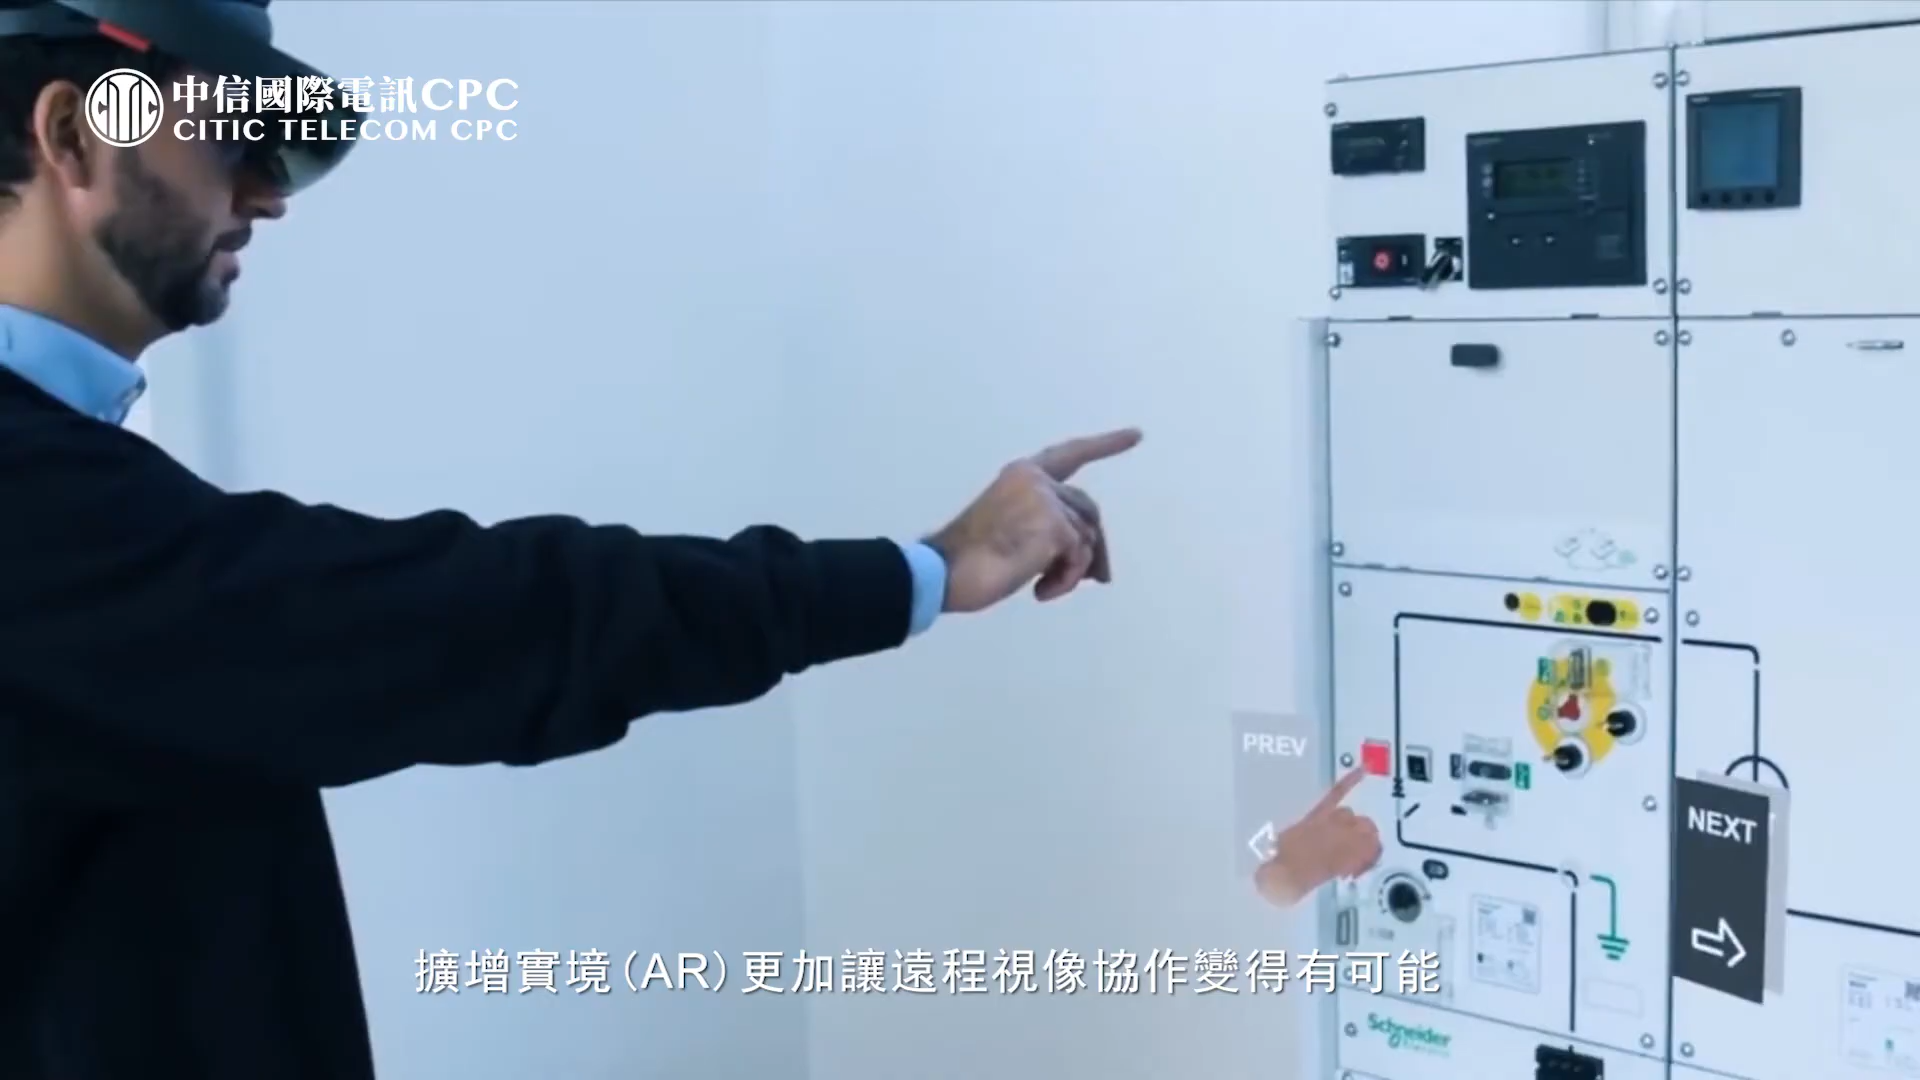 中信國際電訊CPC
CITIC TELECOM CPC
PREV
NEXT
擴增實境(AR)更加讓遠程視像協作變得有可能
Schneider
Electric